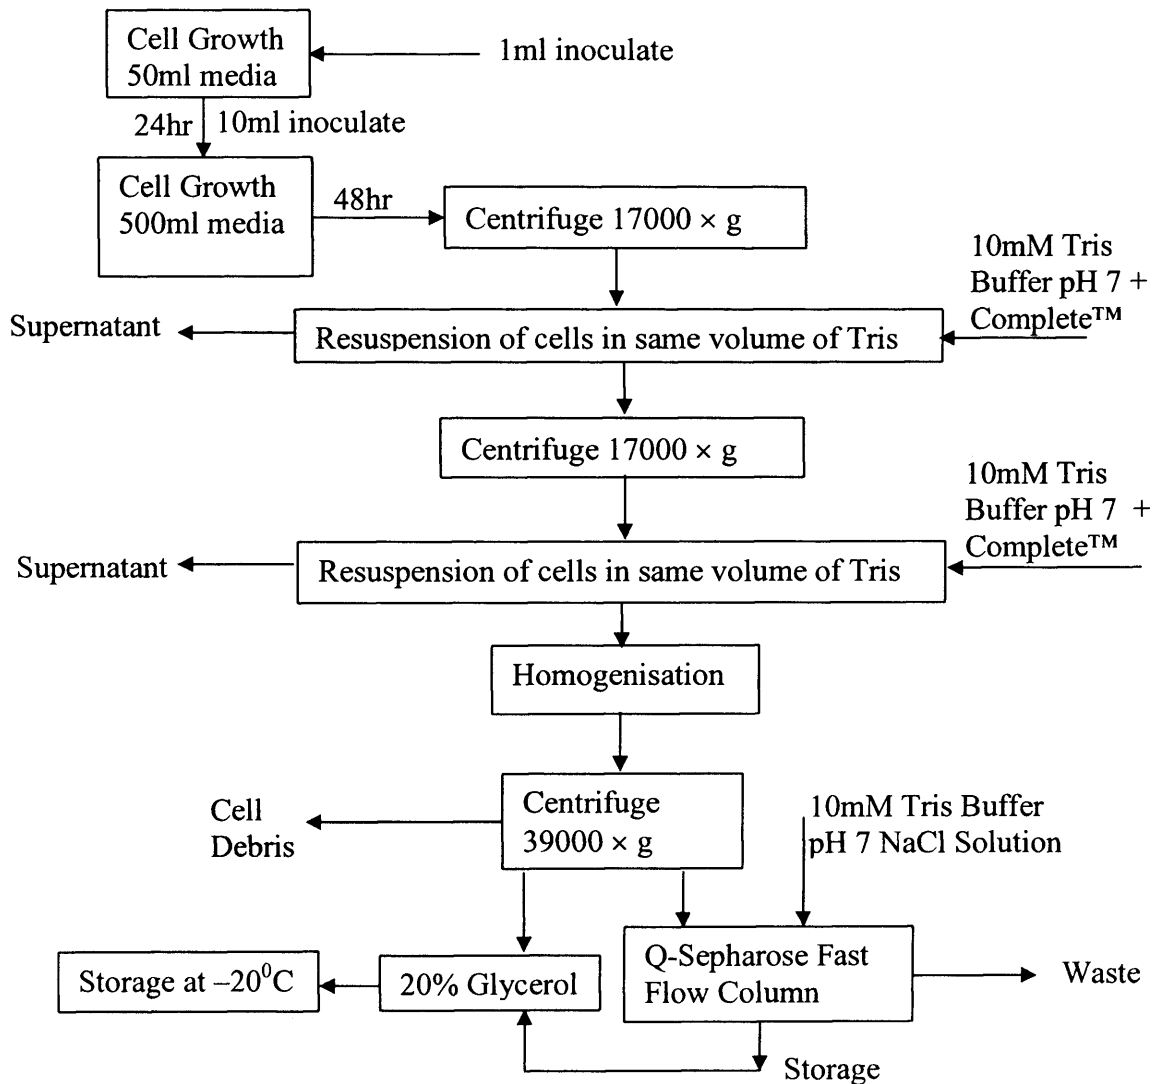 Cell Growth
50ml media
1ml inoculate
24hr
10ml inoculate
Cell Growth
500ml media
48hr
Centrifuge 17000 × g
10mM Tris
Buffer pH 7 +
Complete™
Supernatant
Resuspension of cells in same volume of Tris
Centrifuge 17000 × g
10mM Tris
Buffer pH 7 +
Complete™
Supernatant
Resuspension of cells in same volume of Tris
Homogenisation
Cell
Debris
Centrifuge
39000 × g
10mM Tris Buffer
pH 7 NaCl Solution
Storage at –20⁰C
20% Glycerol
Q-Sepharose Fast
Flow Column
Waste
Storage